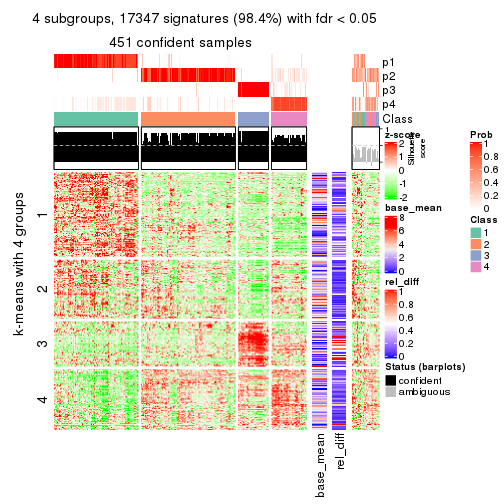 4 subgroups, 17347 signatures (98.4%) with fdr < 0.05
451 confident samples
p1
p2
p3
p4
Class
1
Silhouette
score
k-means with 4 groups
1
2
3
4
base_mean
rel_diff
z-score
2
1
0
-1
-2
base_mean
8
6
4
2
0
rel_diff
1
0.8
0.6
0.4
0.2
0
Status (barplots)
confident
ambiguous
Prob
1
0.8
0.6
0.4
0.2
0
Class
1
2
3
4